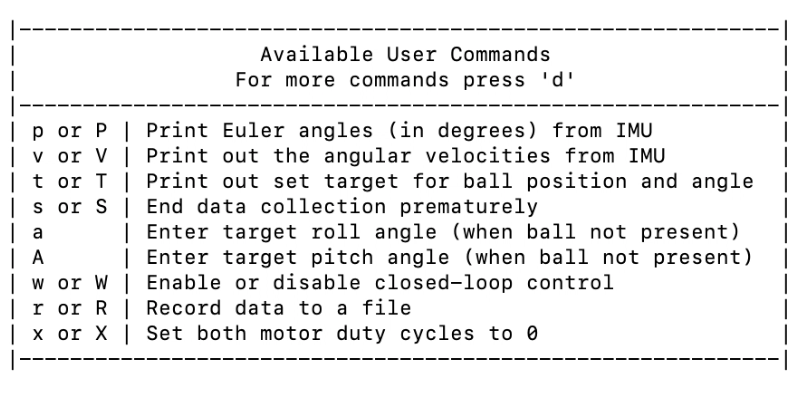 |------------------------------------------------------------|
|                   Available User Commands                  |
|                 For more commands press 'd'                |
|------------------------------------------------------------|
| p or P | Print Euler angles (in degrees) from IMU          |
| v or V | Print out the angular velocities from IMU         |
| t or T | Print out set target for ball position and angle  |
| s or S | End data collection prematurely                   |
| a      | Enter target roll angle (when ball not present)   |
| A      | Enter target pitch angle (when ball not present)  |
| w or W | Enable or disable closed-loop control             |
| r or R | Record data to a file                             |
| x or X | Set both motor duty cycles to 0                   |
|------------------------------------------------------------|